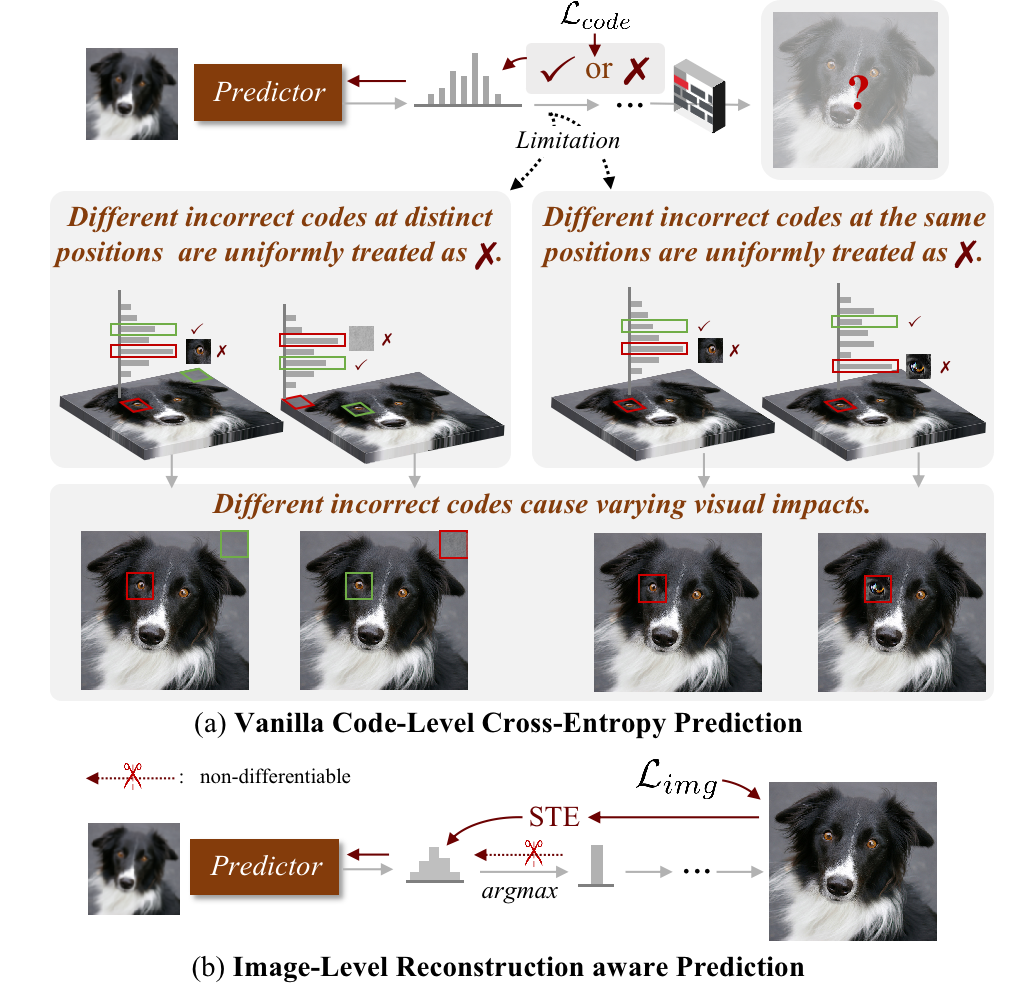 ℒcode
Predictor
✓ or ✗
...
?
Limitation
Different incorrect codes at distinct
positions are uniformly treated as ✗.
Different incorrect codes at the same
positions are uniformly treated as ✗.
✓
✗
✗
✓
✓
✗
✓
✗
Different incorrect codes cause varying visual impacts.
(a) Vanilla Code-Level Cross-Entropy Prediction
: non-differentiable
ℒimg
STE
Predictor
argmax
...
(b) Image-Level Reconstruction aware Prediction